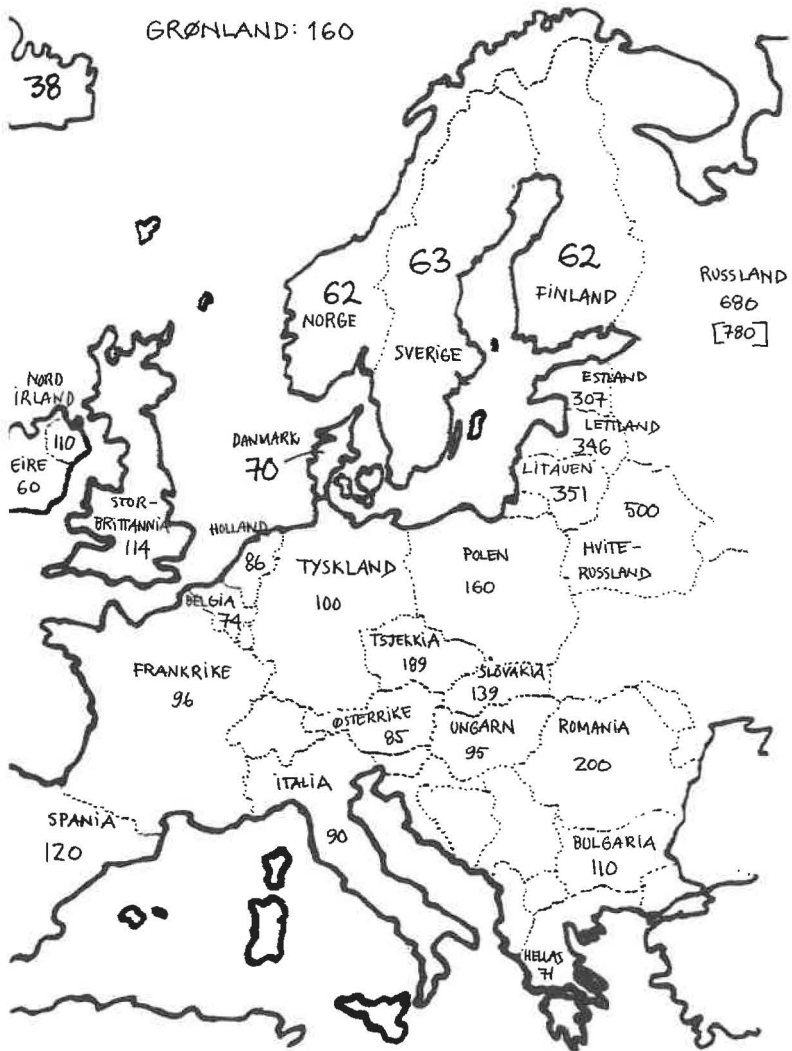 GRØNLAND: 160
38
62
NORGE
63
SVERIGE
62
FINLAND
RUSSLAND
680
[780]
NORD
IRLAND
110
EIRE
60
STOR-
BRITTANNIA
114
DANMARK
70
ESTLAND
307
LETTLAND
346
LITAUEN
351
500
HVITE-
RUSSLAND
HOLLAND
86
BELGIA
74
TYSKLAND
100
POLEN
160
TSJEKKIA
189
SLOVAKIA
139
FRANKRIKE
96
ØSTERRIKE
85
UNGARN
95
ROMANIA
200
ITALIA
90
SPANIA
120
BULGARIA
110
HELLAS
71